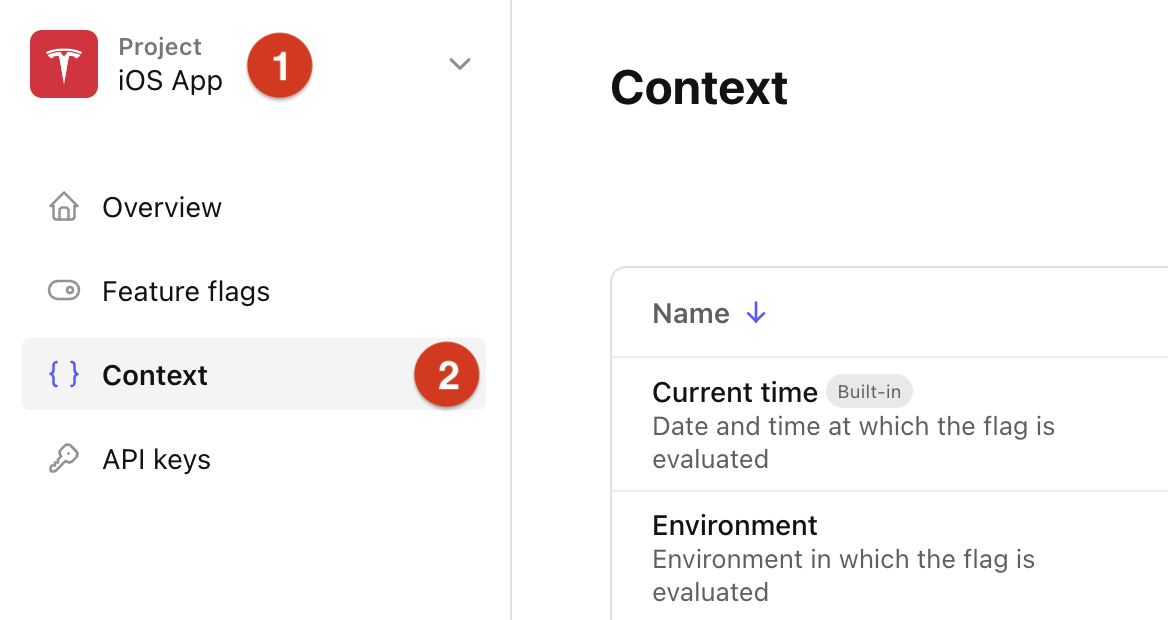 Project
iOS App
1
Overview
Feature flags
{ } Context
2
API keys
Context
Name ↓
Current time Built-in
Date and time at which the flag is
evaluated
Environment
Environment in which the flag is
evaluated